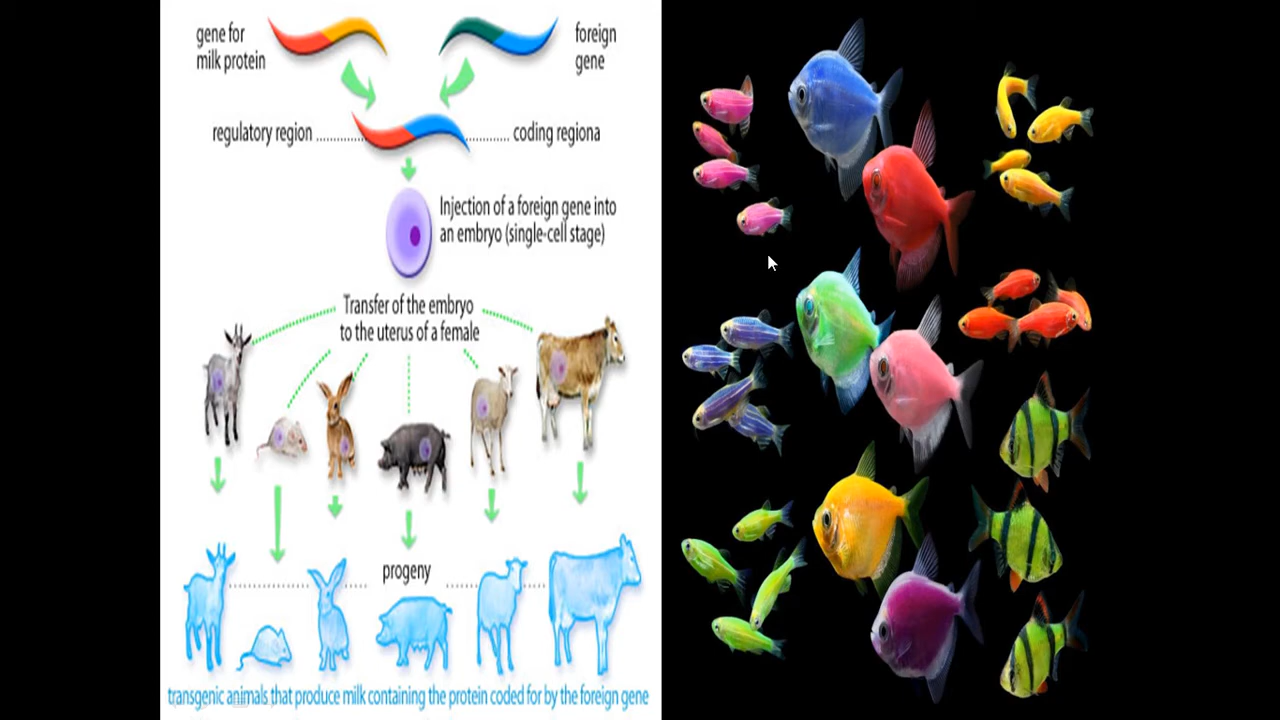 gene for
milk protein
foreign
gene
regulatory region ............
............ coding regiona
Injection of a foreign gene into
an embryo (single-cell stage)
Transfer of the embryo
to the uterus of a female
progeny
transgenic animals that produce milk containing the protein coded for by the foreign gene